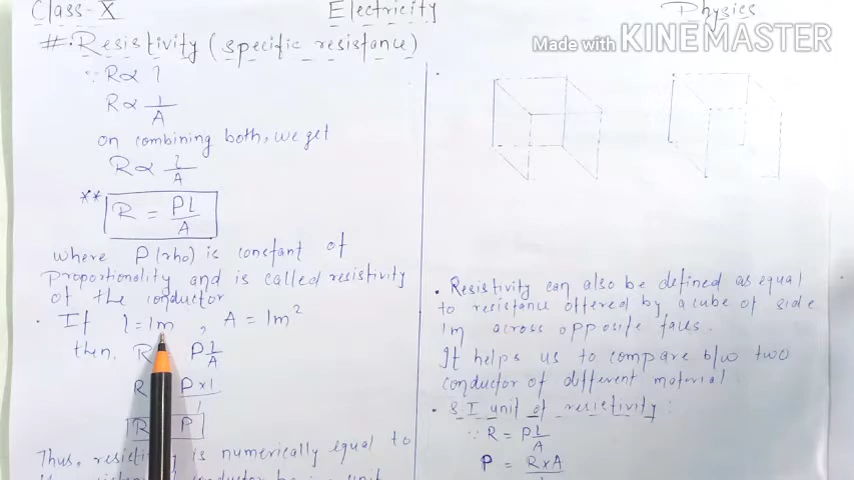 Class-X Electricity Physics
Made with KINEMASTER
#. Resistivity (specific resistance)
∵ R∝ l
R∝ 1/A
on combining both, we get
R∝ l/A
** R = ρl/A
where ρ(rho) is constant of
proportionality and is called resistivity
of the conductor
. If l=1m , A = 1m²
then, R ρl/A
R ρ×1/1
R ρ
Thus, resistivity is numerically equal to
• Resistivity can also be defined as equal
to resistance offered by a cube of side
1m across opposite faces.
It helps us to compare b/w two
conductor of different material
• S.I unit of resistivity:
∵ R = ρl/A
ρ = R×A